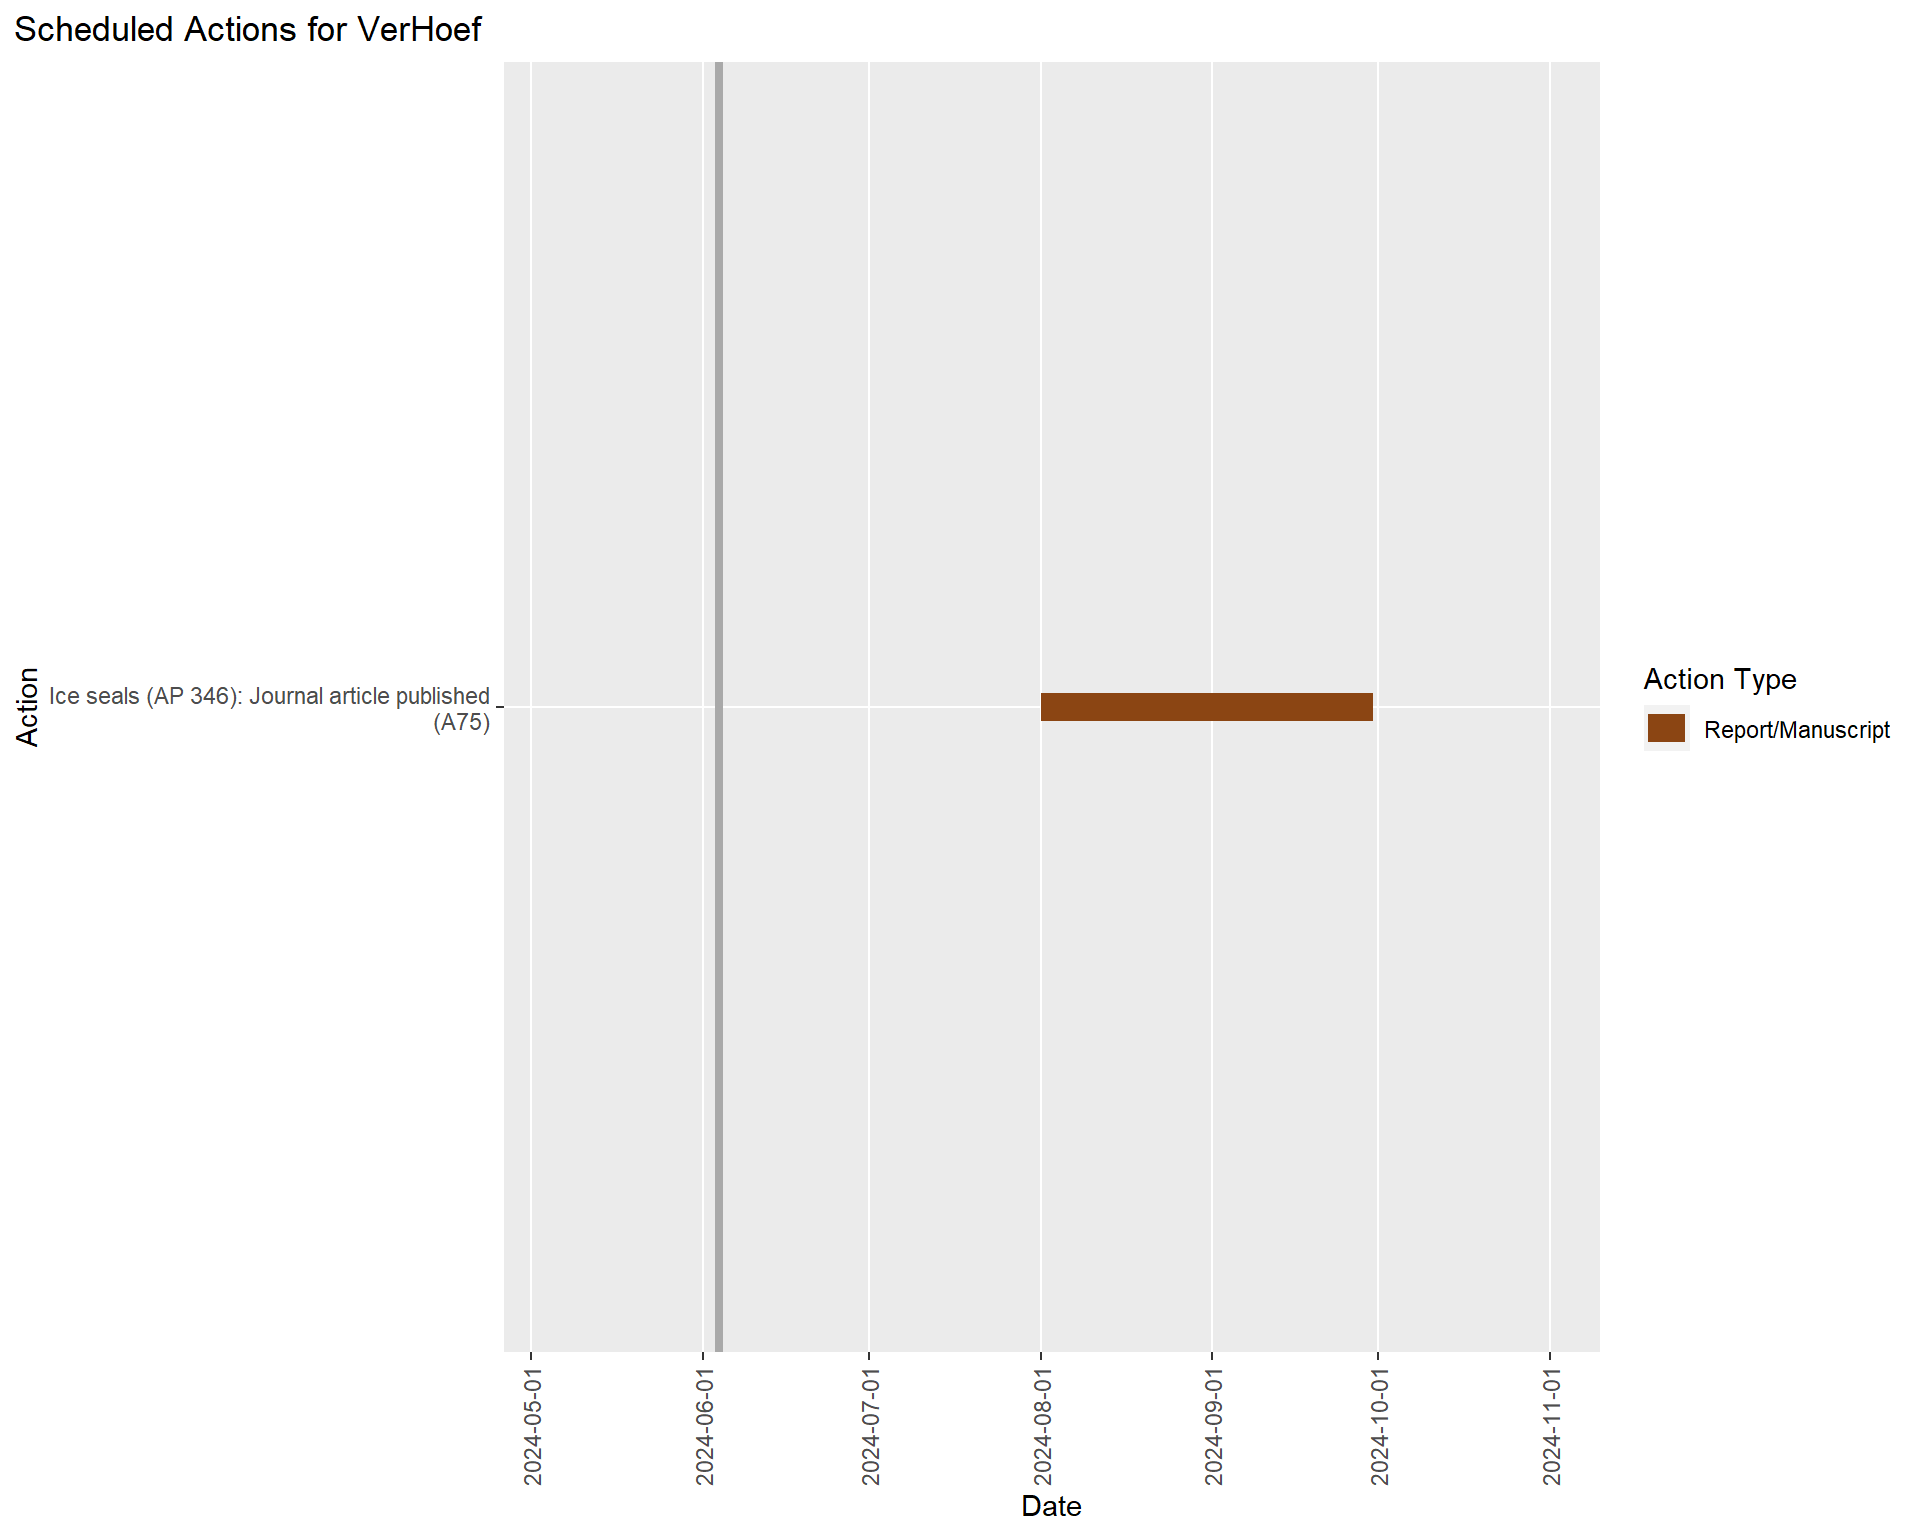 Scheduled Actions for VerHoef
Action
Ice seals (AP 346): Journal article published
(A75)
2024-05-01
2024-06-01
2024-07-01
2024-08-01
2024-09-01
2024-10-01
2024-11-01
Date
Action Type
Report/Manuscript